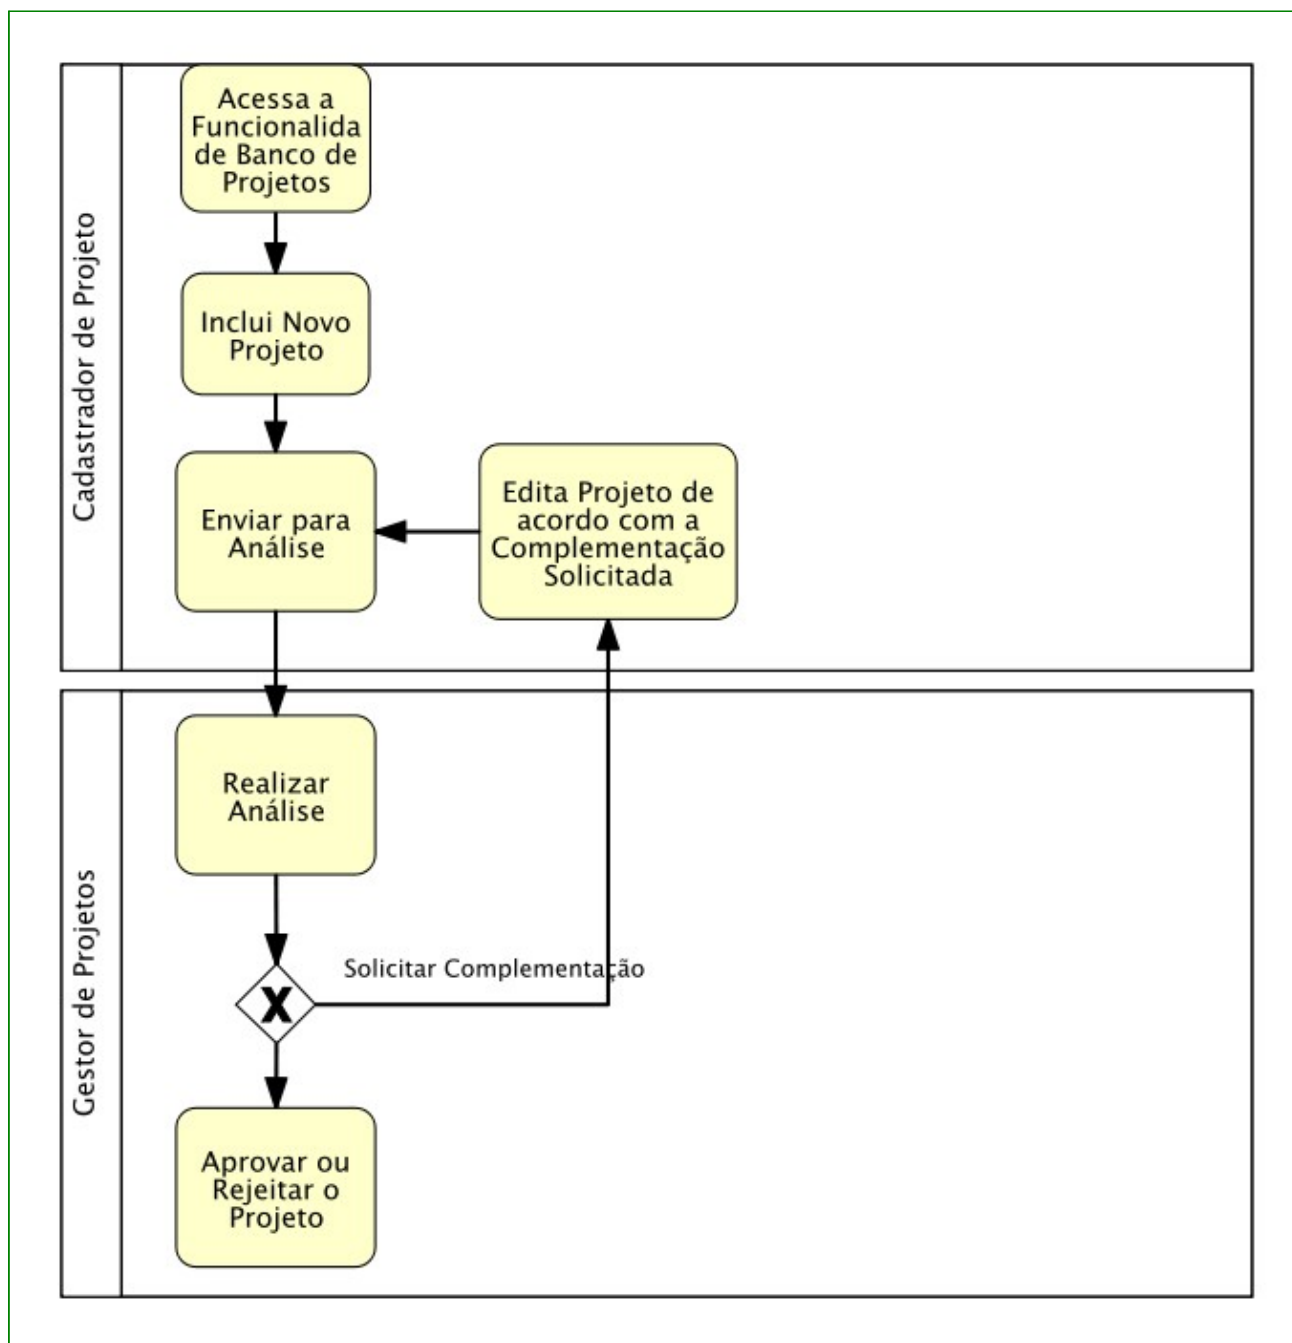 Cadastrador de Projeto
Acessa a
Funcionalida
de Banco de
Projetos
Inclui Novo
Projeto
Enviar para
Análise
Edita Projeto de
acordo com a
Complementação
Solicitada
Gestor de Projetos
Realizar
Análise
Solicitar Complementação
X
Aprovar ou
Rejeitar o
Projeto